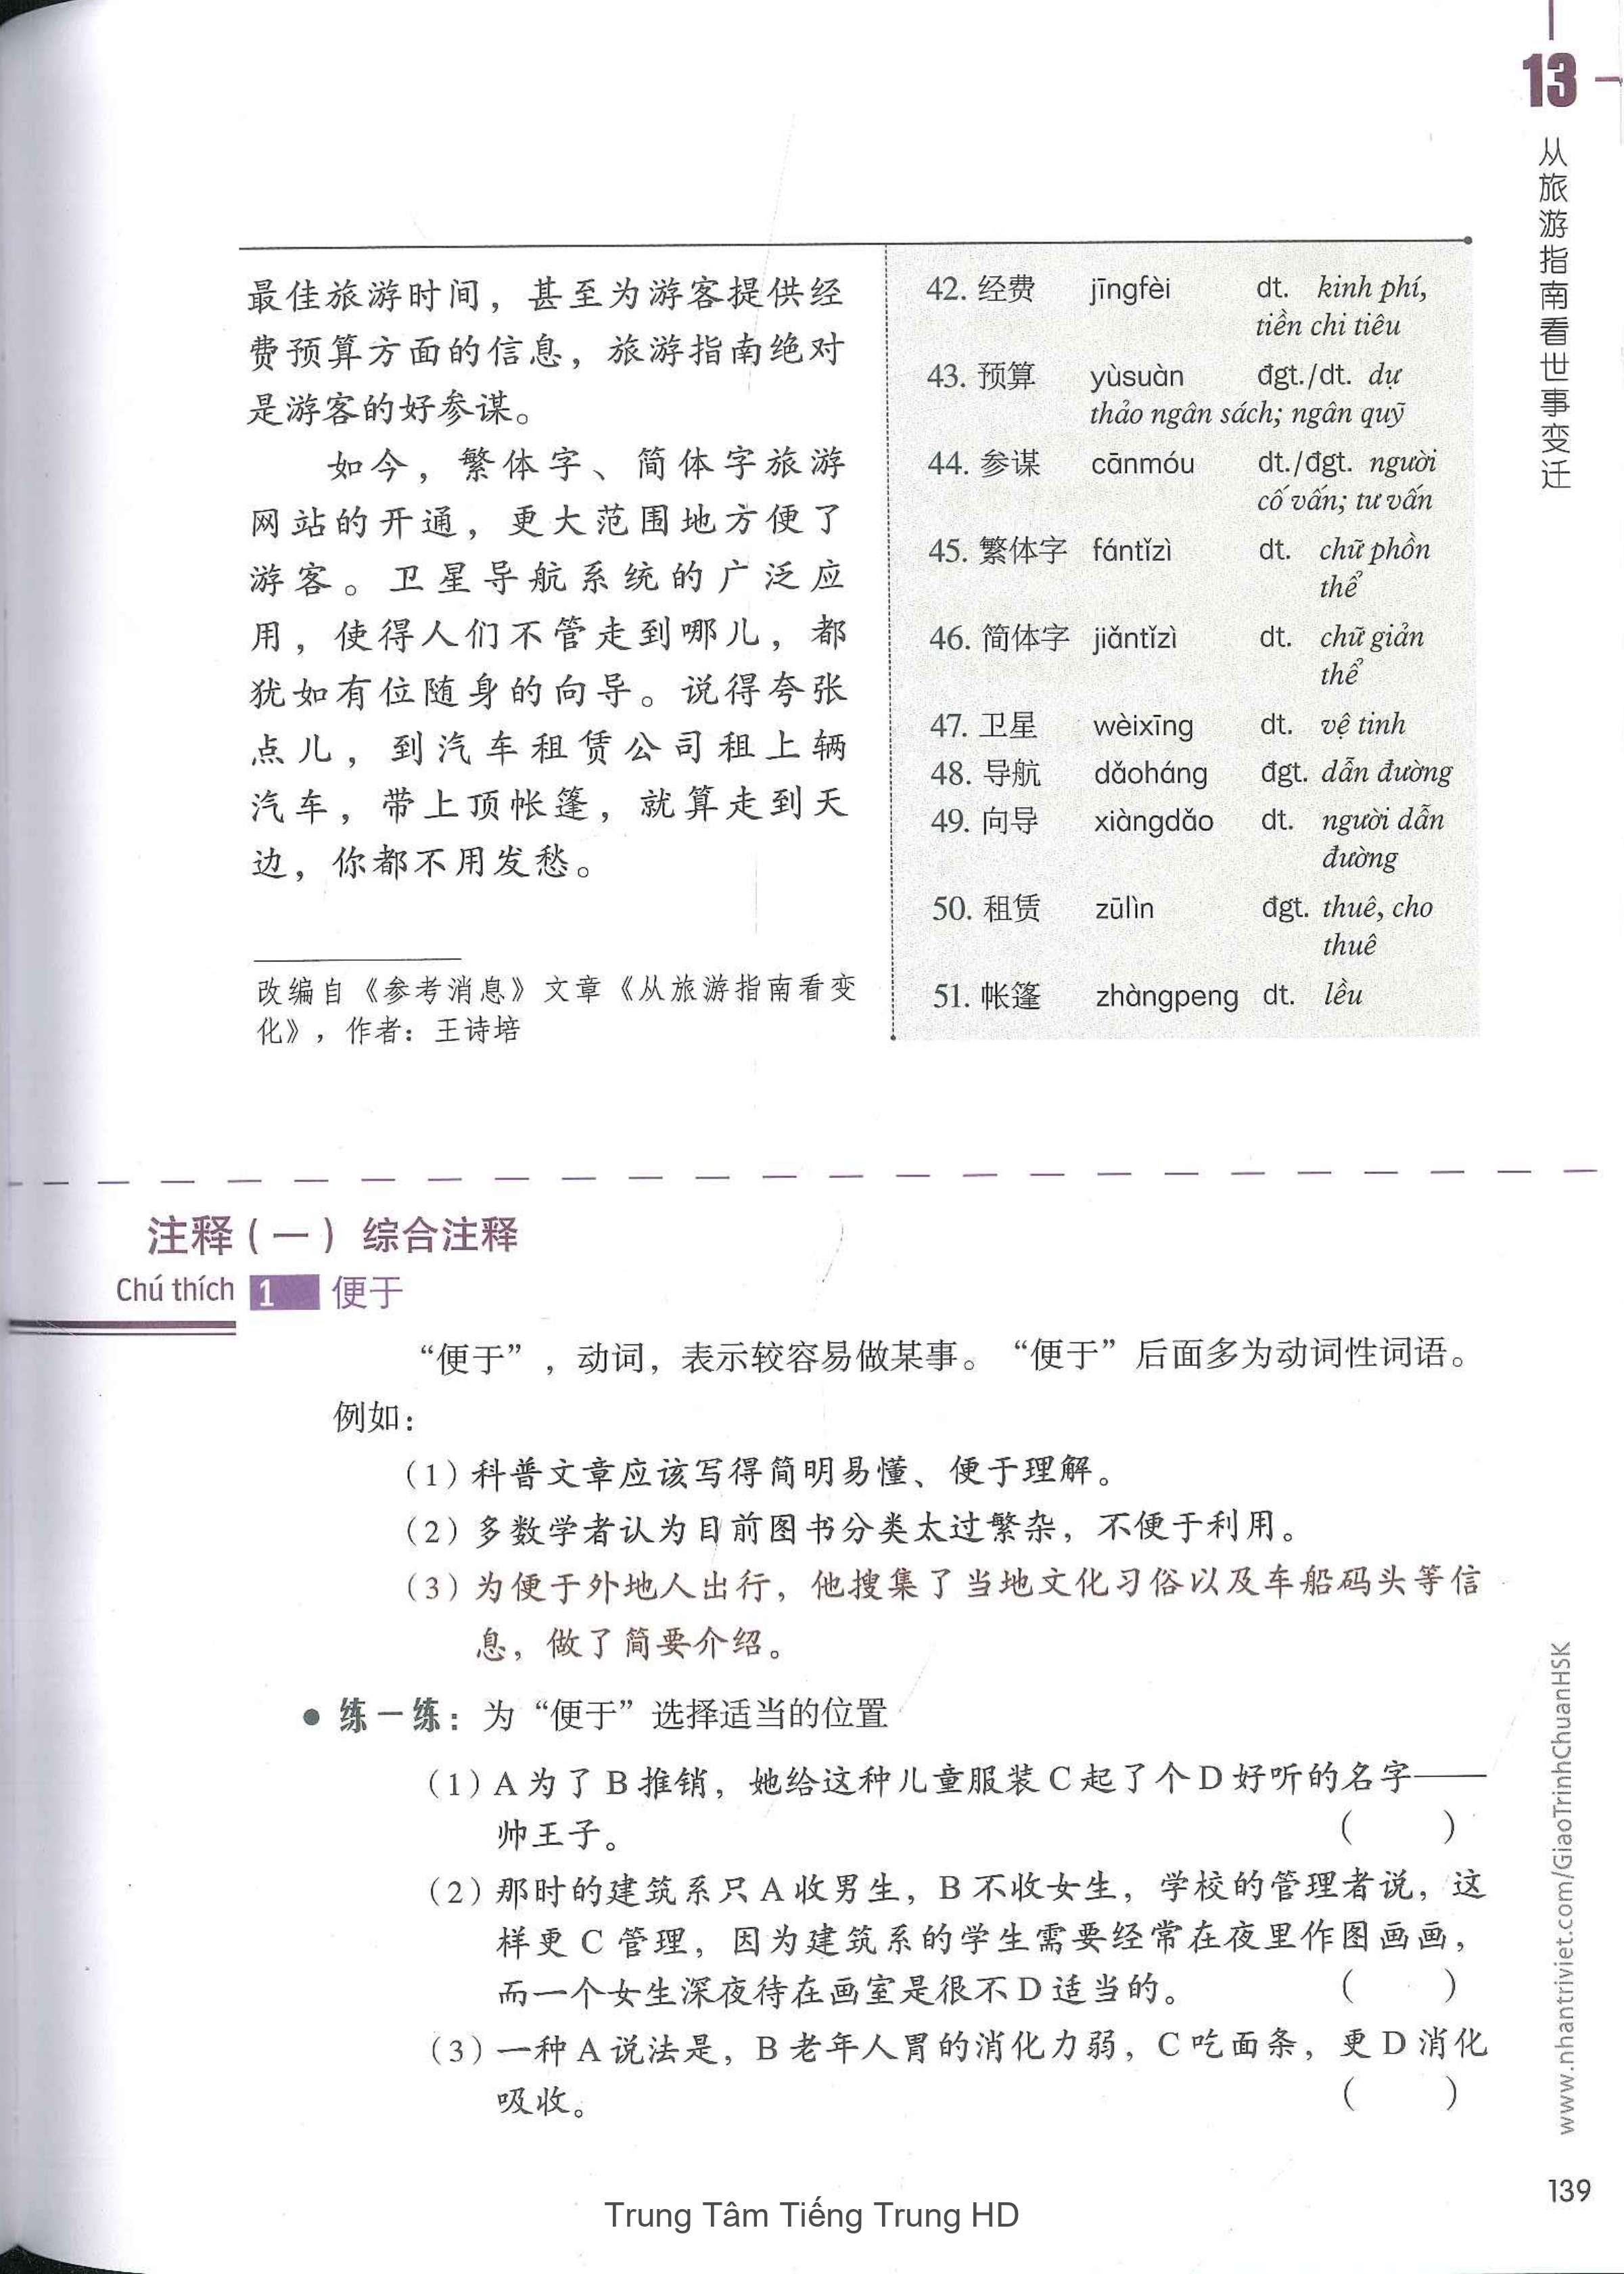 13
从旅游指南看世事变迁
最佳旅游时间，甚至为游客提供经
费预算方面的信息，旅游指南绝对
是游客的好参谋。
如今，繁体字、简体字旅游
网站的开通，更大范围地方便了
游客。卫星导航系统的广泛应
用，使得人们不管走到哪儿，都
犹如有位随身的向导。说得夸张
点儿，到汽车租赁公司租上辆
汽车，带上顶帐篷，就算走到天
边，你都不用发愁。
改编自《参考消息》文章《从旅游指南看变
化》，作者：王诗培
42. 经费 jīngfèi dt. kinh phí,
tiền chi tiêu
43. 预算 yùsuàn đgt./dt. dự
thảo ngân sách; ngân quỹ
44. 参谋 cānmóu dt./đgt. người
cố vấn; tư vấn
45. 繁体字 fántǐzì dt. chữ phồn
thể
46. 简体字 jiǎntǐzì dt. chữ giản
thể
47. 卫星 wèixīng dt. vệ tinh
48. 导航 dǎoháng đgt. dẫn đường
49. 向导 xiàngdǎo dt. người dẫn
đường
50. 租赁 zūlìn đgt. thuê, cho
thuê
51. 帐篷 zhàngpeng dt. lều
注释（一）综合注释
Chú thích 1 便于
“便于”，动词，表示较容易做某事。“便于”后面多为动词性词语。
例如：
（1）科普文章应该写得简明易懂、便于理解。
（2）多数学者认为目前图书分类太过繁杂，不便于利用。
（3）为便于外地人出行，他搜集了当地文化习俗以及车船码头等信
息，做了简要介绍。
● 练一练：为“便于”选择适当的位置
（1）A 为了 B 推销，她给这种儿童服装 C 起了个 D 好听的名字——
帅王子。 （ ）
（2）那时的建筑系只 A 收男生，B 不收女生，学校的管理者说，这
样更 C 管理，因为建筑系的学生需要经常在夜里作图画画，
而一个女生深夜待在画室是很不 D 适当的。 （ ）
（3）一种 A 说法是，B 老年人胃的消化力弱，C 吃面条，更 D 消化
吸收。 （ ）
www.nhantriviet.com/GiaoTrinhChuanHSK
139
Trung Tâm Tiếng Trung HD